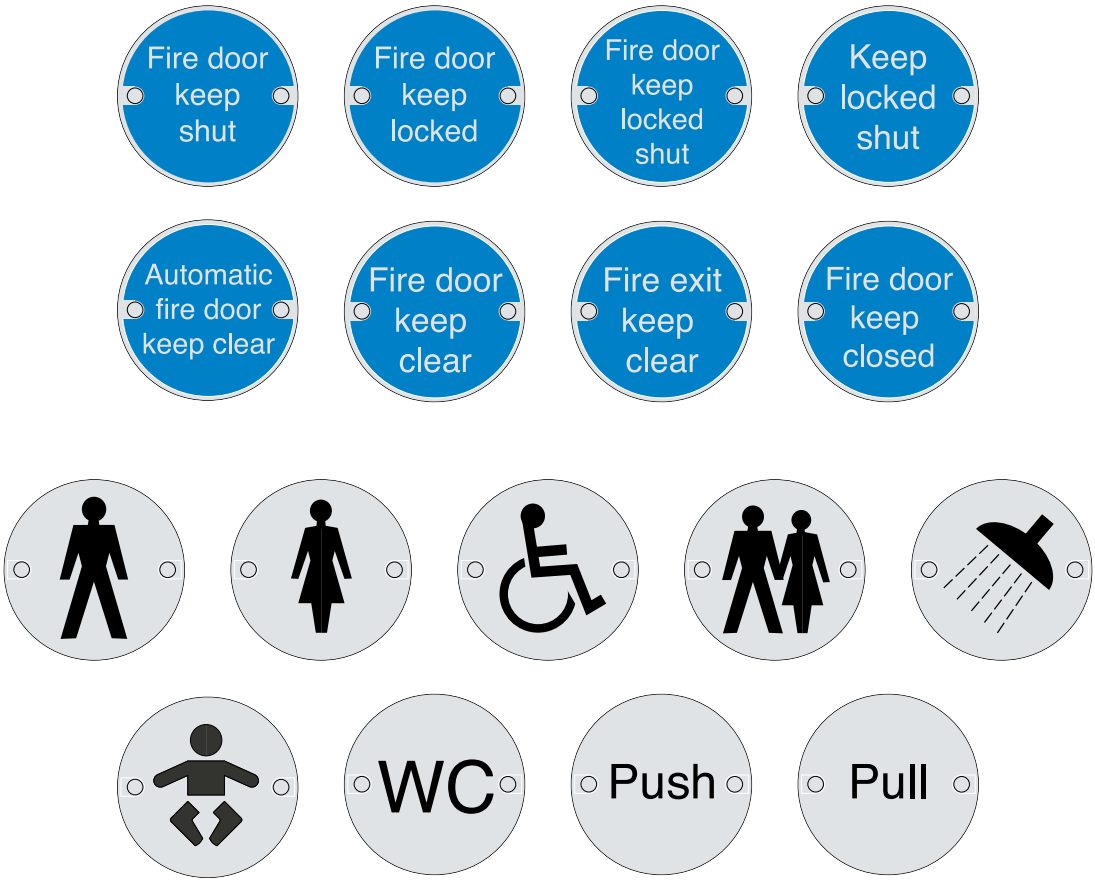 Fire door
keep
shut
Fire door
keep
locked
Fire door
keep
locked
shut
Keep
locked
shut
Automatic
fire door
keep clear
Fire door
keep
clear
Fire exit
keep
clear
Fire door
keep
closed
WC
Push
Pull